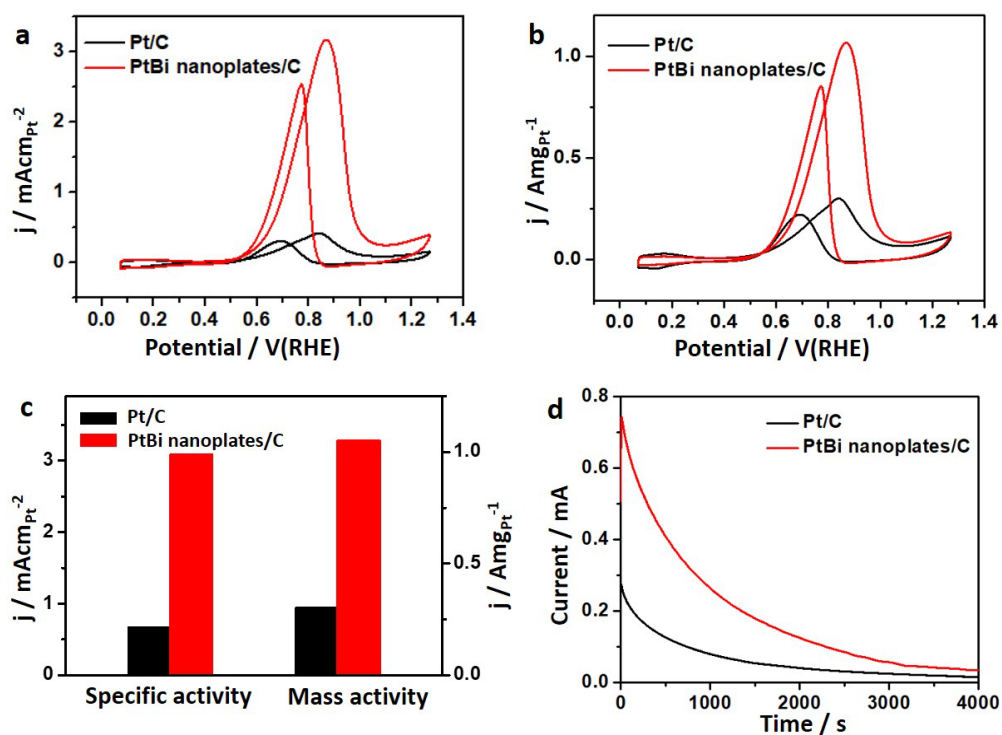 a
Pt/C
PtBi nanoplates/C
3
2
1
0
j / mAcm_Pt^-2
0.0 0.2 0.4 0.6 0.8 1.0 1.2 1.4
Potential / V(RHE)
b
Pt/C
PtBi nanoplates/C
1.0
0.5
0.0
j / Amg_Pt^-1
0.0 0.2 0.4 0.6 0.8 1.0 1.2 1.4
Potential / V(RHE)
c
Pt/C
PtBi nanoplates/C
3
2
1
0
j / mAcm_Pt^-2
1.0
0.5
0.0
j / Amg_Pt^-1
Specific activity Mass activity
d
Pt/C
PtBi nanoplates/C
0.8
0.6
0.4
0.2
0.0
Current / mA
0 1000 2000 3000 4000
Time / s